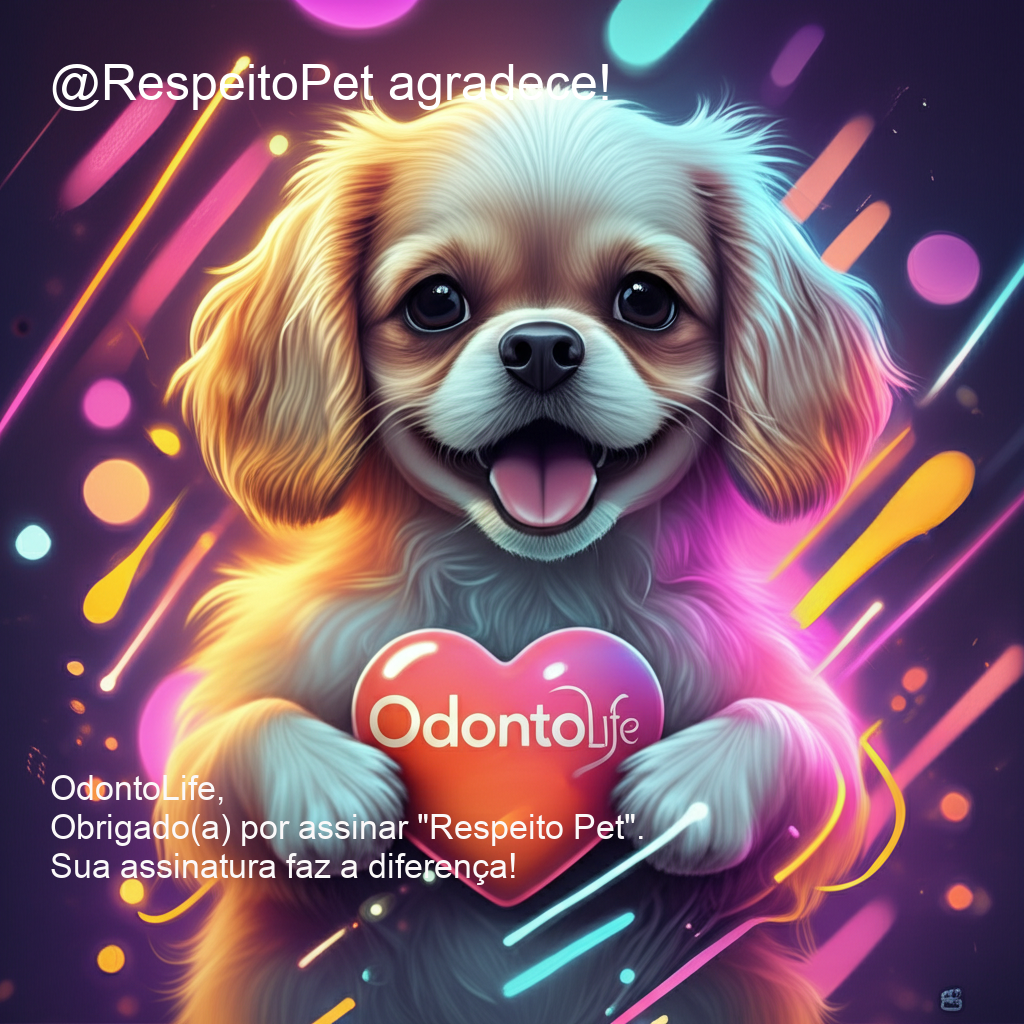 @RespeitoPet agradece!
OdontoLife
OdontoLife,
Obrigado(a) por assinar "Respeito Pet".
Sua assinatura faz a diferença!